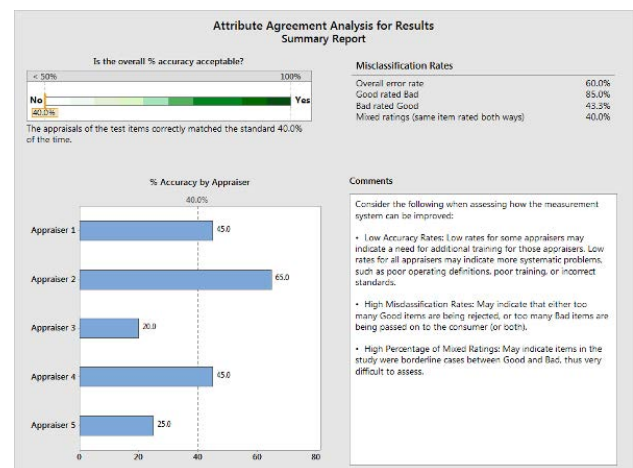 Attribute Agreement Analysis for Results
Summary Report
Is the overall % accuracy acceptable?
< 50%
100%
No
Yes
40.0%
The appraisals of the test items correctly matched the standard 40.0%
of the time.
Misclassification Rates
Overall error rate 60.0%
Good rated Bad 85.0%
Bad rated Good 43.3%
Mixed ratings (same item rated both ways) 40.0%
% Accuracy by Appraiser
40.0%
Appraiser 1 45.0
Appraiser 2 65.0
Appraiser 3 20.0
Appraiser 4 45.0
Appraiser 5 25.0
0 20 40 60 80
Comments
Consider the following when assessing how the measurement
system can be improved:
• Low Accuracy Rates: Low rates for some appraisers may
indicate a need for additional training for those appraisers. Low
rates for all appraisers may indicate more systematic problems,
such as poor operating definitions, poor training, or incorrect
standards.
• High Misclassification Rates: May indicate that either too
many Good items are being rejected, or too many Bad items are
being passed on to the consumer (or both).
• High Percentage of Mixed Ratings: May indicate items in the
study were borderline cases between Good and Bad, thus very
difficult to assess.